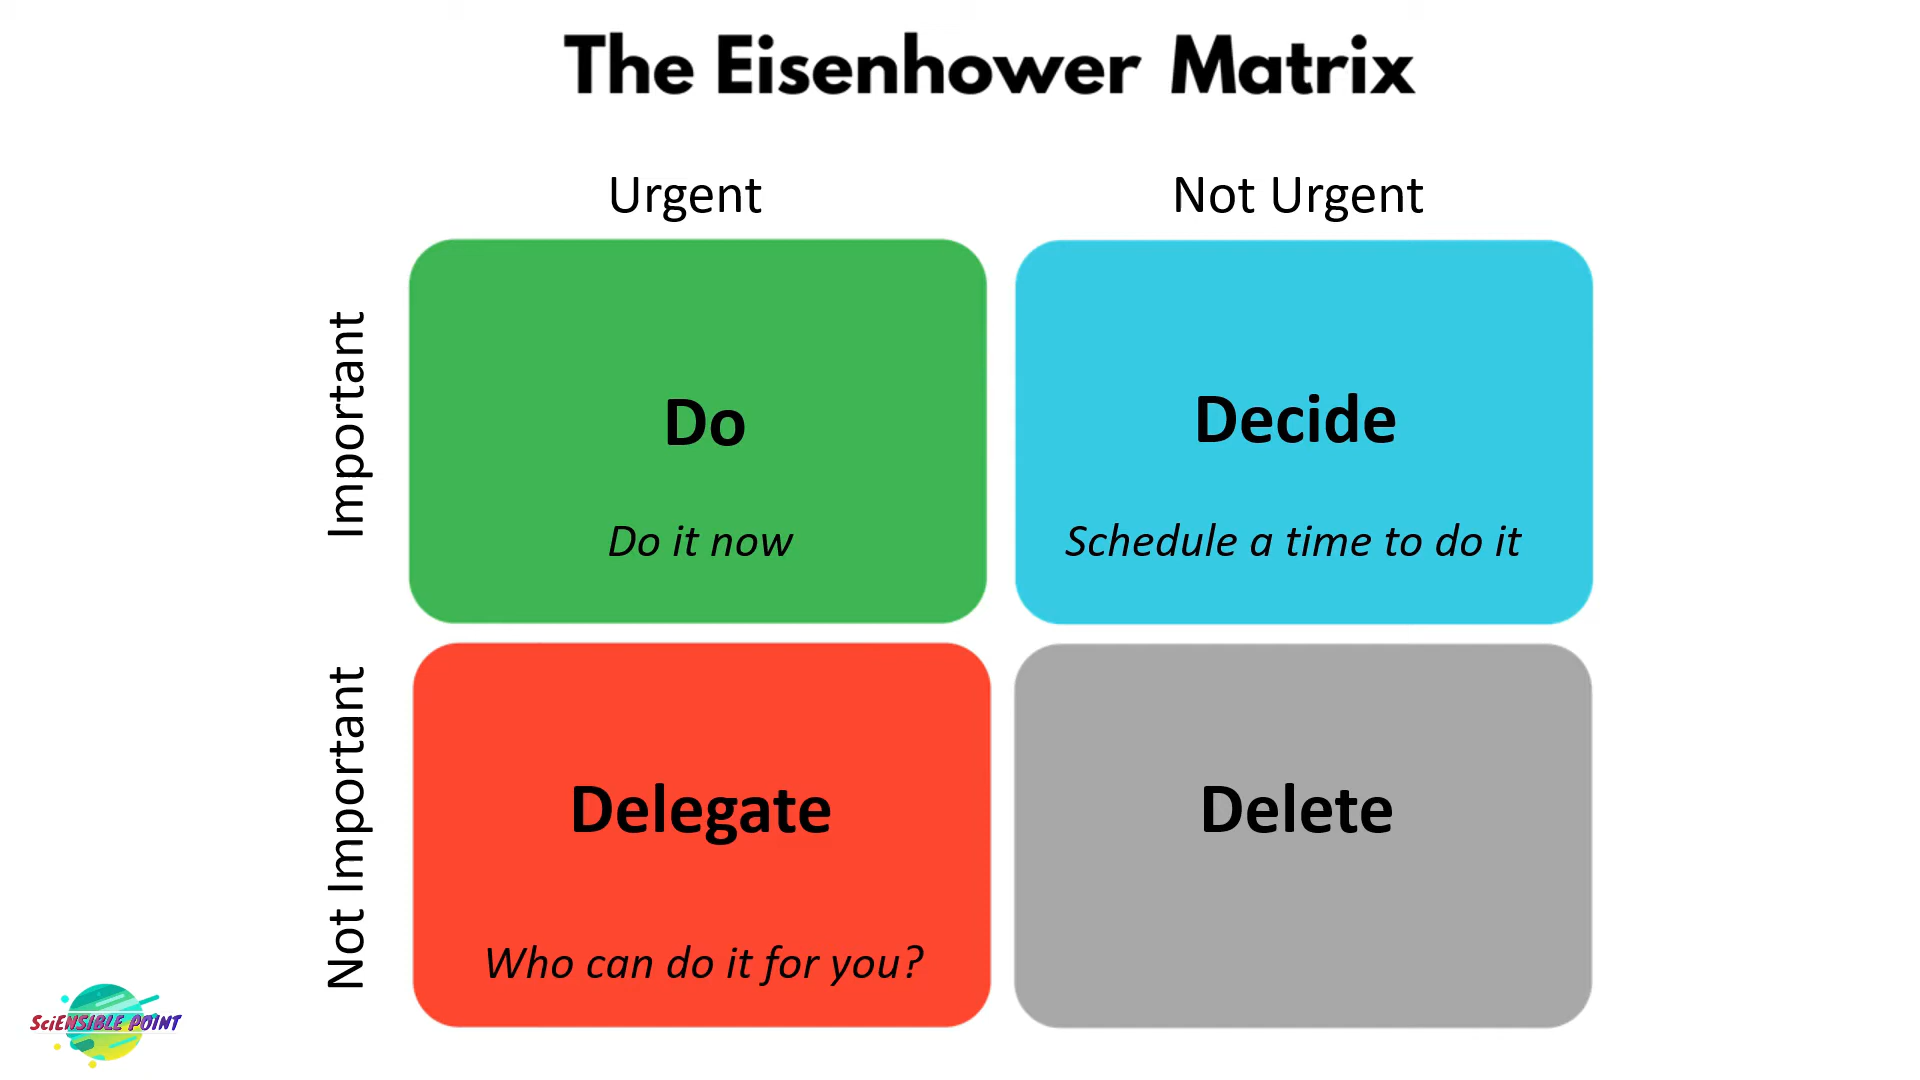 The Eisenhower Matrix
Urgent
Not Urgent
Important
Do
Do it now
Decide
Schedule a time to do it
Not Important
Delegate
Who can do it for you?
Delete
SciENSIBLE POINT